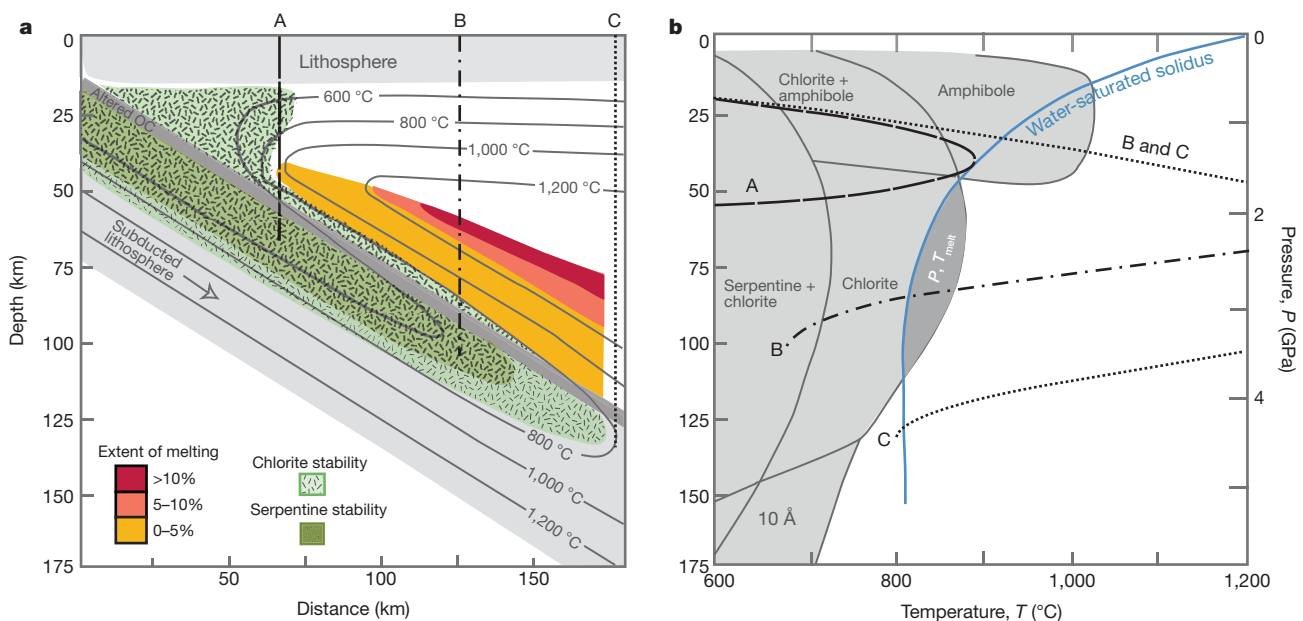 a
A
B
C
0
25
50
75
100
125
150
175
Depth (km)
50
100
150
Distance (km)
Lithosphere
Altered OC
600 °C
800 °C
1,000 °C
1,200 °C
Subducted
lithosphere
800 °C
1,000 °C
1,200 °C
Extent of melting
>10%
5–10%
0–5%
Chlorite stability
Serpentine stability
b
0
25
50
75
100
125
150
175
0
2
4
Pressure, P (GPa)
600
800
1,000
1,200
Temperature, T (°C)
Chlorite +
amphibole
Amphibole
Water-saturated solidus
B and C
A
P, Tmelt
Serpentine +
chlorite
Chlorite
B
C
10 Å